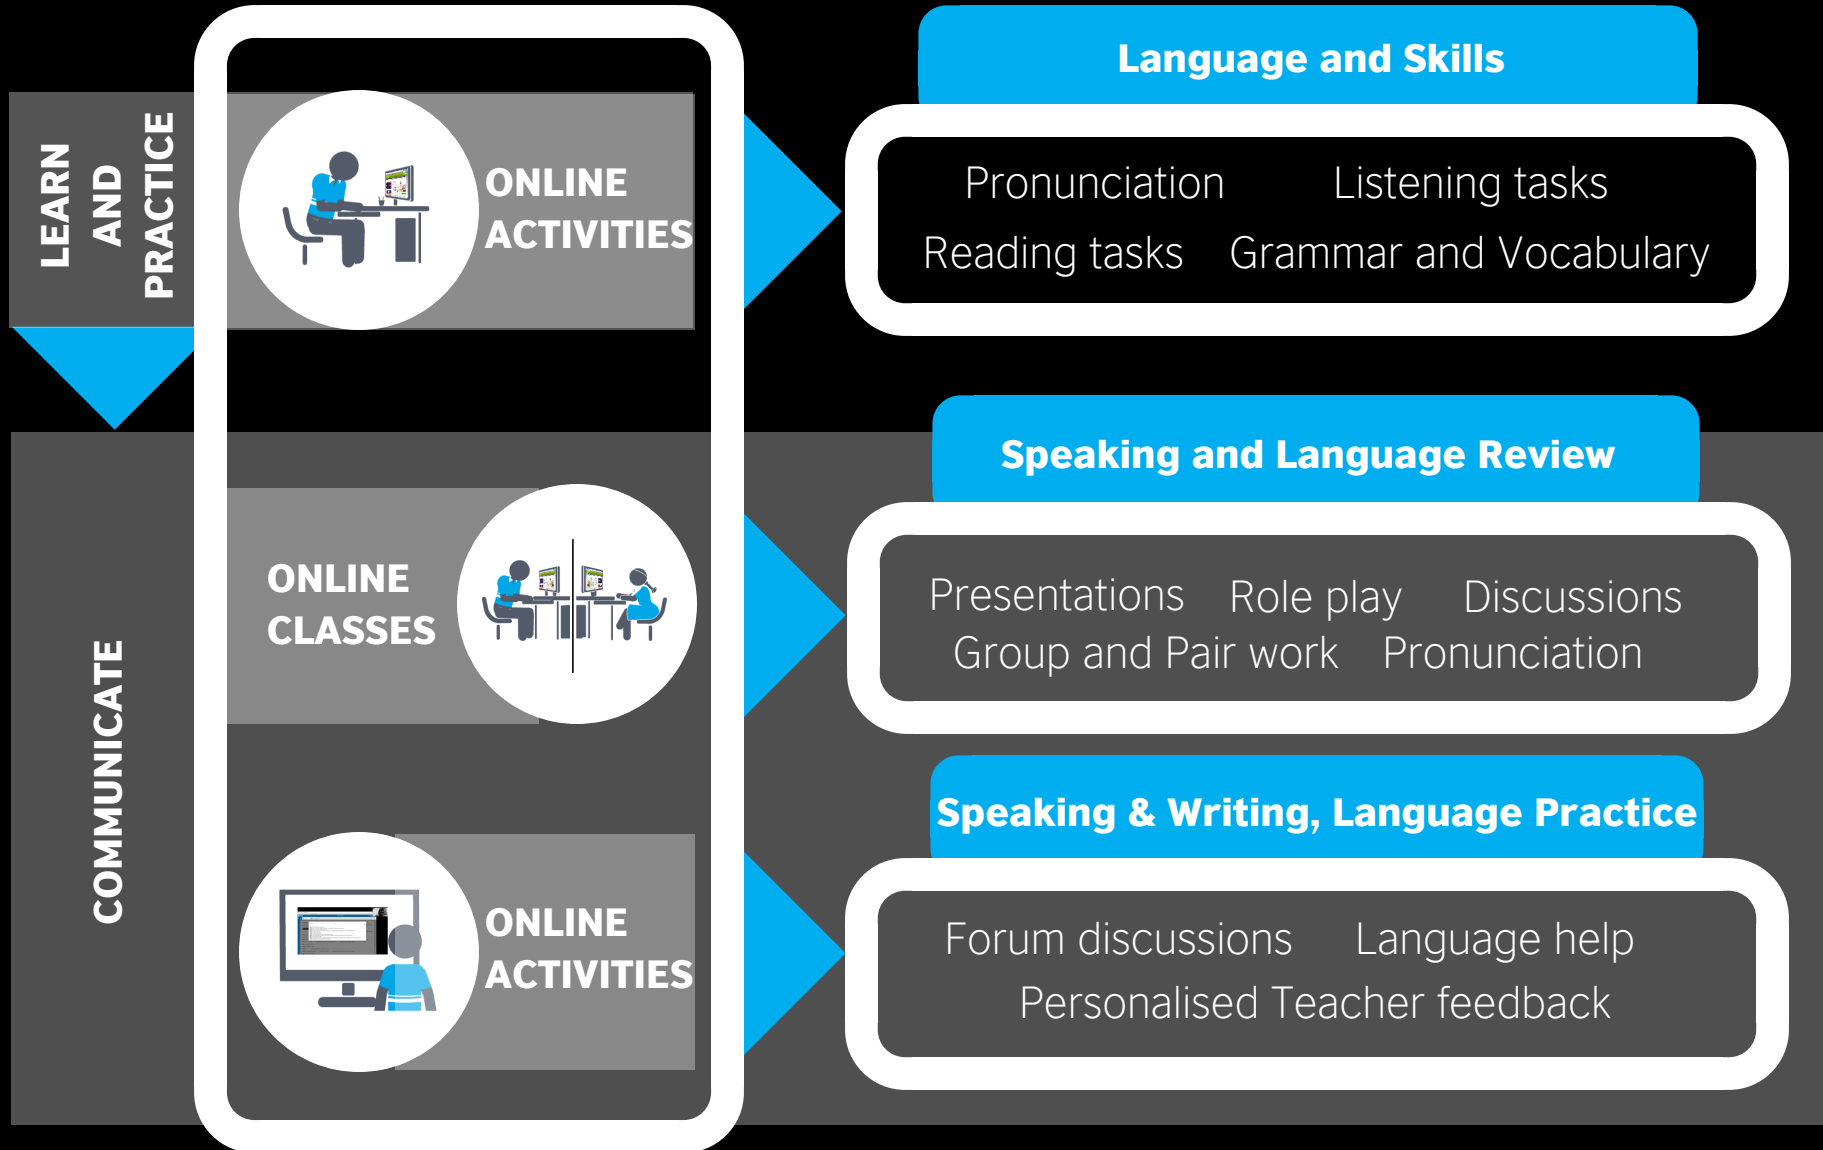 LEARN
AND
PRACTICE
ONLINE
ACTIVITIES
Language and Skills
Pronunciation Listening tasks
Reading tasks Grammar and Vocabulary
COMMUNICATE
ONLINE
CLASSES
Speaking and Language Review
Presentations Role play Discussions
Group and Pair work Pronunciation
ONLINE
ACTIVITIES
Speaking & Writing, Language Practice
Forum discussions Language help
Personalised Teacher feedback